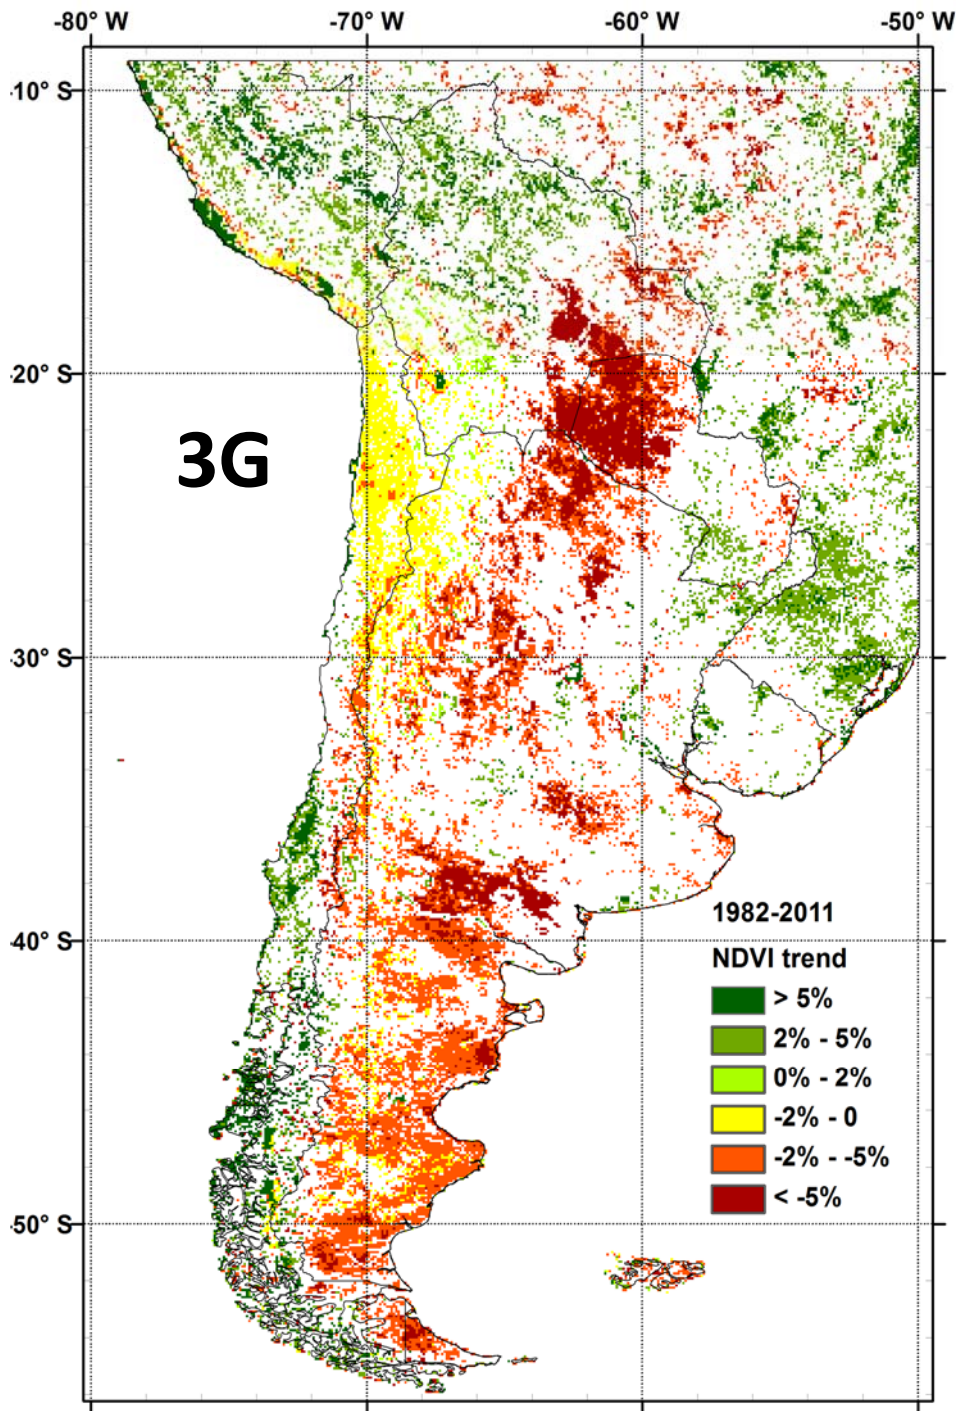 -80° W -70° W -60° W -50° W
-10° S
-20° S
3G
-30° S
1982-2011
-40° S
NDVI trend
> 5%
2% - 5%
0% - 2%
-2% - 0
-2% - -5%
< -5%
-50° S